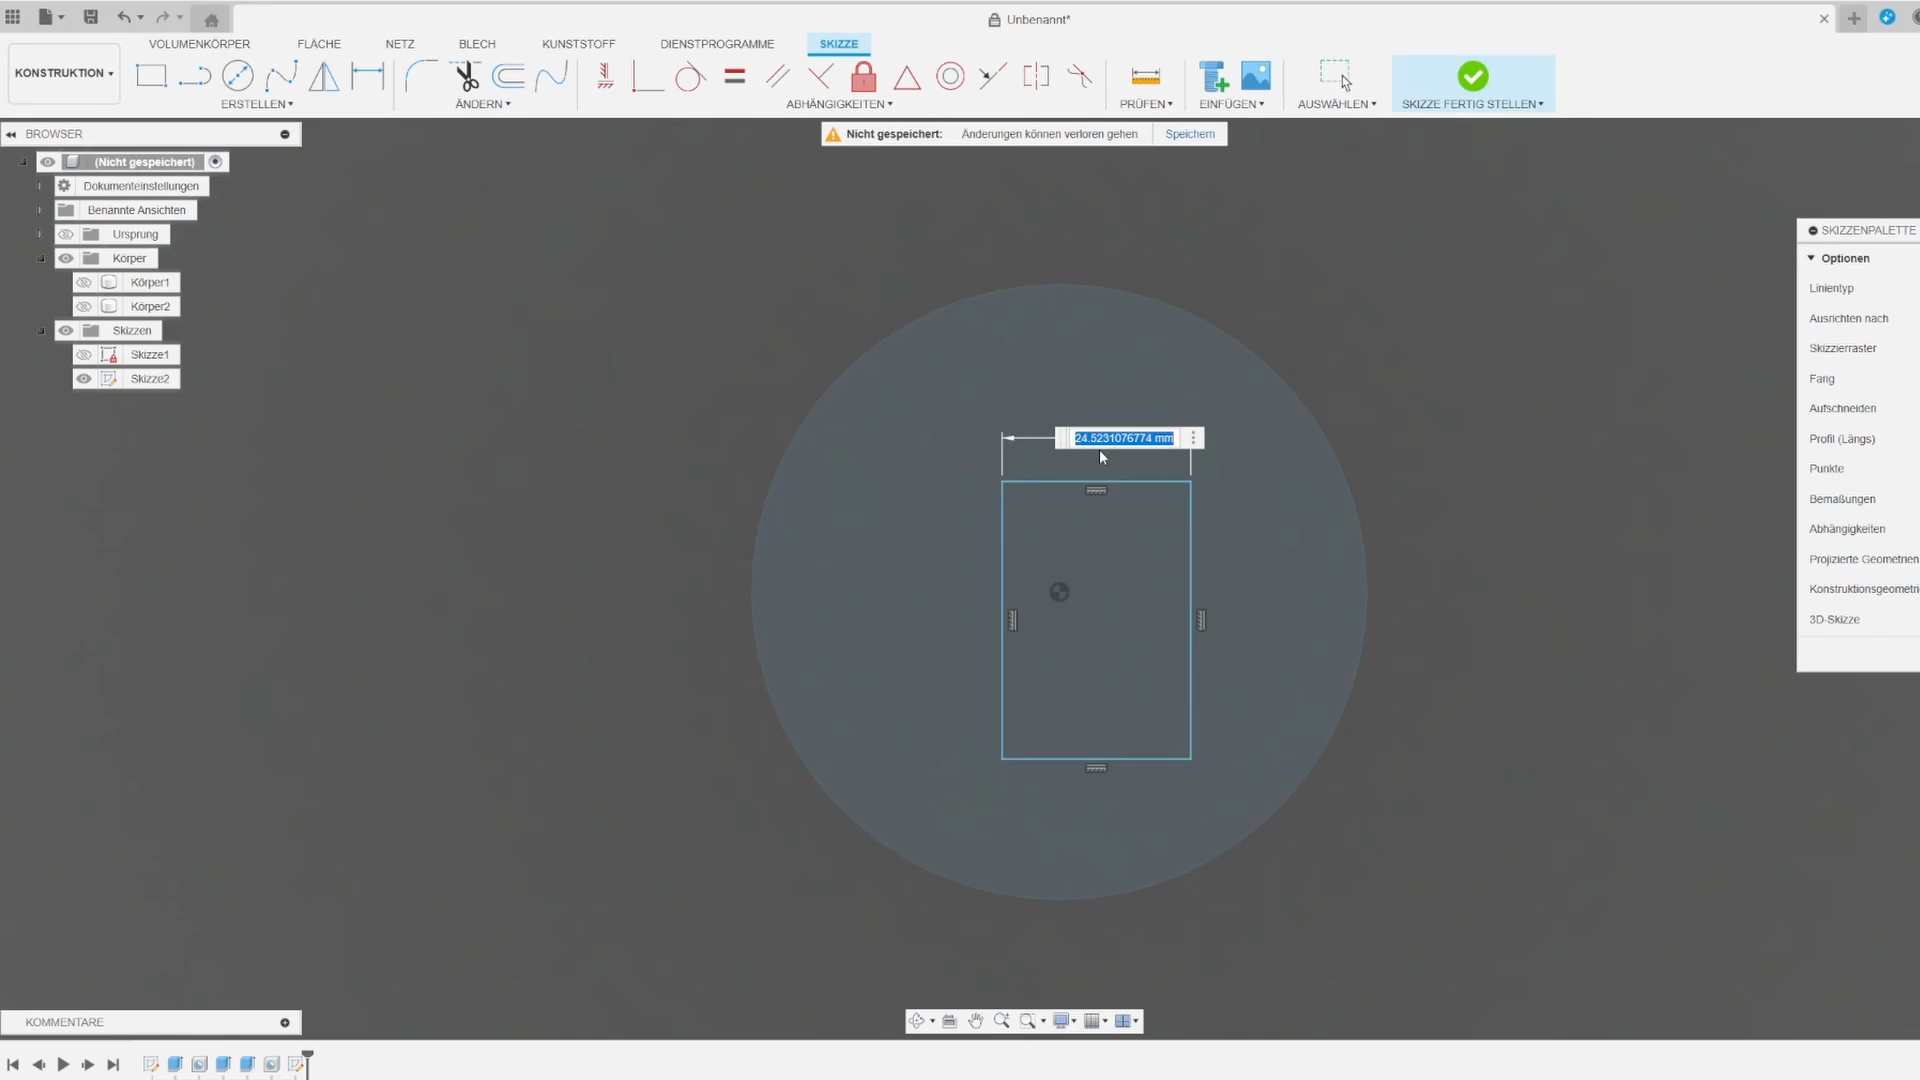 Unbenannt*
VOLUMENKÖRPER FLÄCHE NETZ BLECH KUNSTSTOFF DIENSTPROGRAMME SKIZZE
KONSTRUKTION
ERSTELLEN ÄNDERN ABHÄNGIGKEITEN PRÜFEN EINFÜGEN AUSWÄHLEN SKIZZE FERTIG STELLEN
BROWSER
Nicht gespeichert: Änderungen können verloren gehen Speichern
(Nicht gespeichert)
Dokumenteinstellungen
Benannte Ansichten
Ursprung
Körper
Körper1
Körper2
Skizzen
Skizze1
Skizze2
24.5231076774 mm
SKIZZENPALETTE
Optionen
Linientyp
Ausrichten nach
Skizzierraster
Fang
Aufschneiden
Profil (Längs)
Punkte
Bemaßungen
Abhängigkeiten
Projizierte Geometrien
Konstruktionsgeometri
3D-Skizze
KOMMENTARE